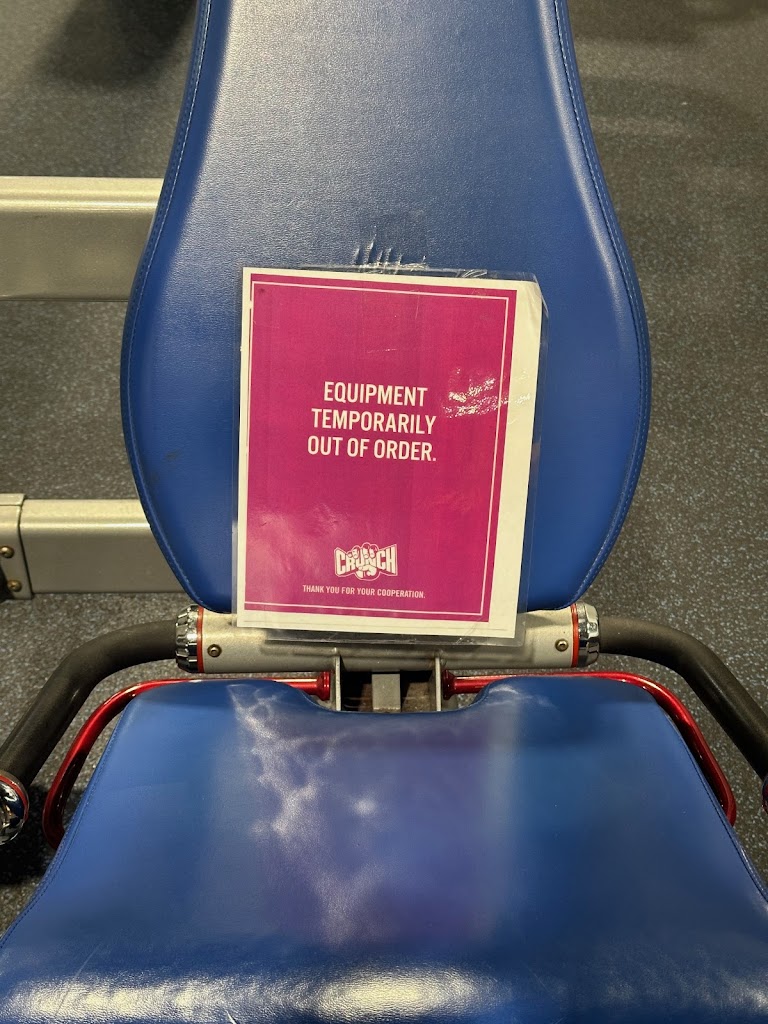 EQUIPMENT
TEMPORARILY
OUT OF ORDER.
CRUNCH
THANK YOU FOR YOUR COOPERATION.